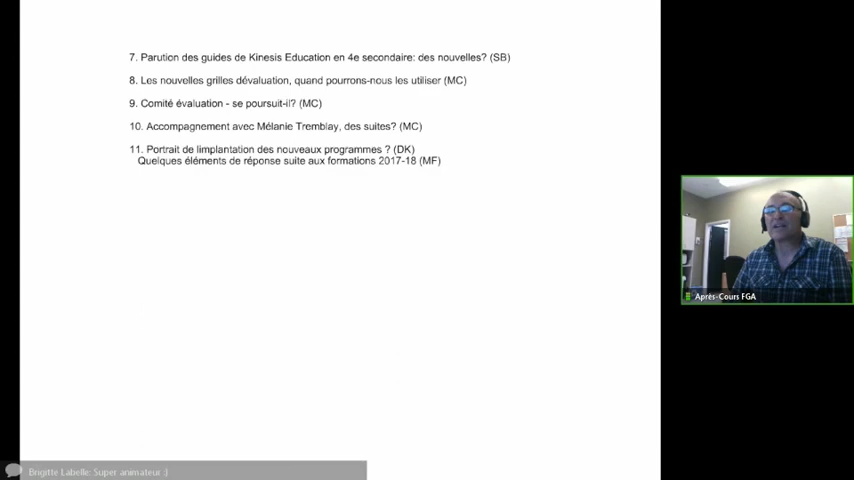 7. Parution des guides de Kinesis Education en 4e secondaire: des nouvelles? (SB)
8. Les nouvelles grilles dévaluation, quand pourrons-nous les utiliser (MC)
9. Comité évaluation - se poursuit-il? (MC)
10. Accompagnement avec Mélanie Tremblay, des suites? (MC)
11. Portrait de limplantation des nouveaux programmes ? (DK)
Quelques éléments de réponse suite aux formations 2017-18 (MF)
Après-Cours FGA
Brigitte Labelle: Super animateur :)